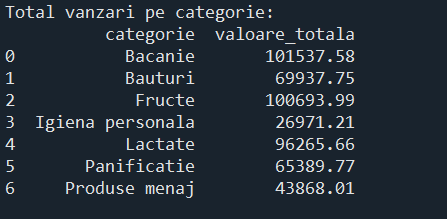 Total vanzari pe categorie:
categorie valoare_totala
0 Bacanie 101537.58
1 Bauturi 69937.75
2 Fructe 100693.99
3 Igiena personala 26971.21
4 Lactate 96265.66
5 Panificatie 65389.77
6 Produse menaj 43868.01